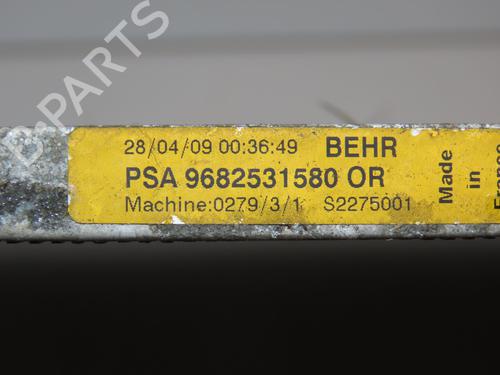 B-PARTS
28/04/09 00:36:49 BEHR
PSA 9682531580 OR
Machine:0279/3/1 S2275001
Made
in